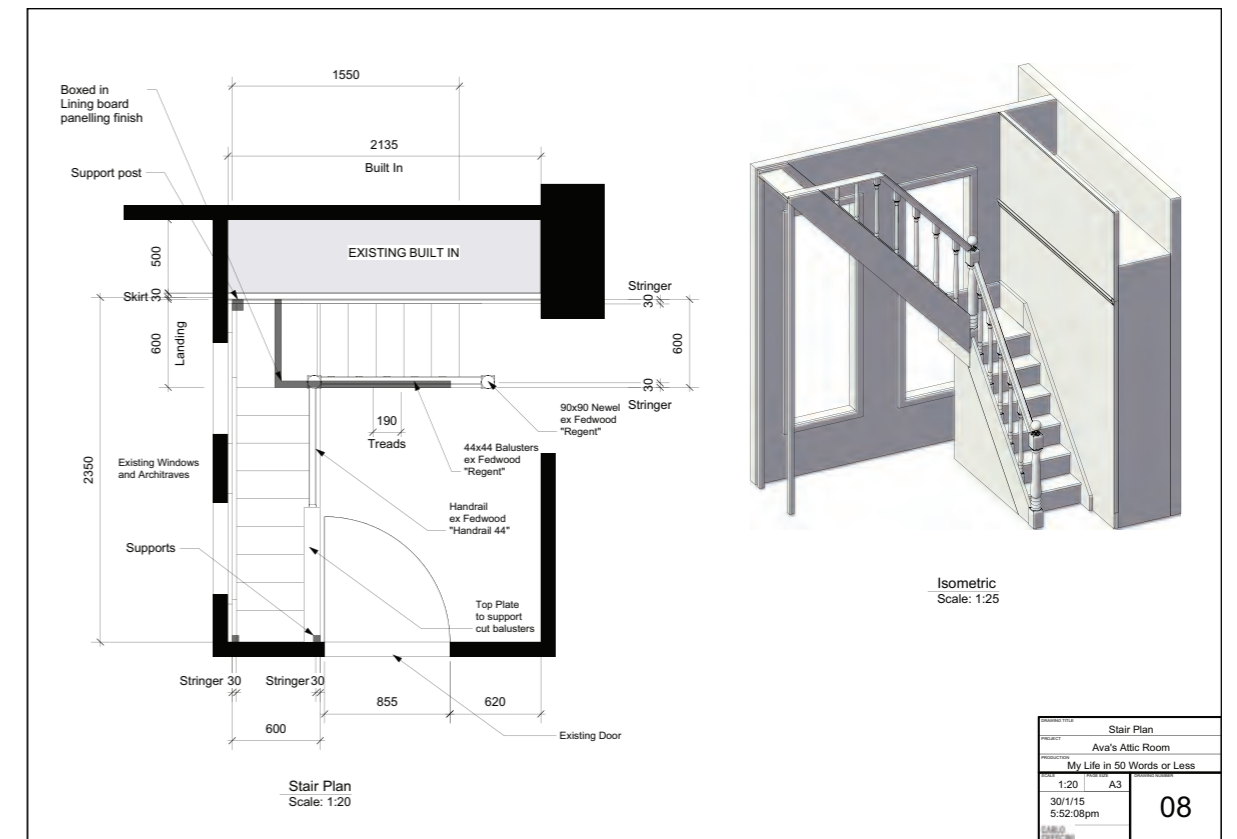 1550
Boxed in
Lining board
panelling finish
2135
Built In
Support post
EXISTING BUILT IN
500
Skirt 30
600
Landing
Stringer
30
600
30
Stringer
190
Treads
90x90 Newel
ex Fedwood
"Regent"
44x44 Balusters
ex Fedwood
"Regent"
2350
Existing Windows
and Architraves
Handrail
ex Fedwood
"Handrail 44"
Supports
Top Plate
to support
cut balusters
Stringer 30
Stringer 30
855
620
600
Existing Door
Stair Plan
Scale: 1:20
Isometric
Scale: 1:25
DRAWING TITLE
Stair Plan
PROJECT
Ava's Attic Room
PRODUCTION
My Life in 50 Words or Less
SCALE
1:20
PAGE SIZE
A3
DRAWING NUMBER
30/1/15
5:52:08pm
08